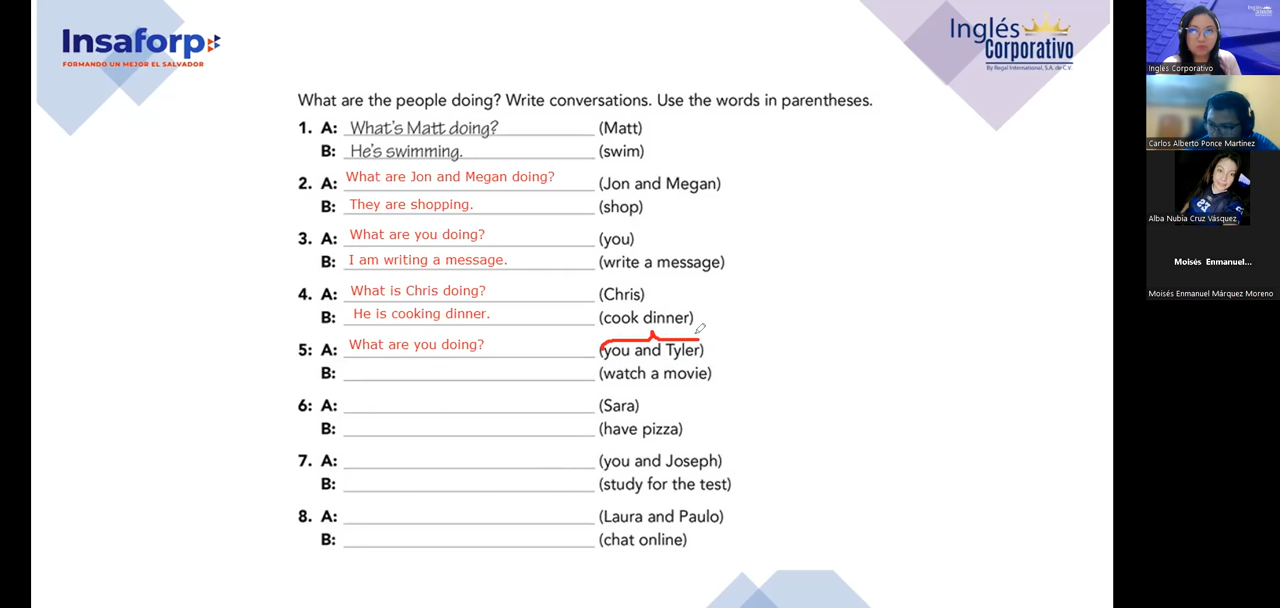 Insaforp
FORMANDO UN MEJOR EL SALVADOR
Inglés
Corporativo
By Regal International, S.A. de C.V.
What are the people doing? Write conversations. Use the words in parentheses.
1. A: What's Matt doing? (Matt)
B: He's swimming. (swim)
2. A: What are Jon and Megan doing? (Jon and Megan)
B: They are shopping. (shop)
3. A: What are you doing? (you)
B: I am writing a message. (write a message)
4. A: What is Chris doing? (Chris)
B: He is cooking dinner. (cook dinner)
5: A: What are you doing? (you and Tyler)
B: (watch a movie)
6: A: (Sara)
B: (have pizza)
7. A: (you and Joseph)
B: (study for the test)
8. A: (Laura and Paulo)
B: (chat online)
Inglés Corporativo
Carlos Alberto Ponce Martinez
23
Alba Nubia Cruz Vásquez
Moisés Enmanuel...
Moisés Enmanuel Márquez Moreno